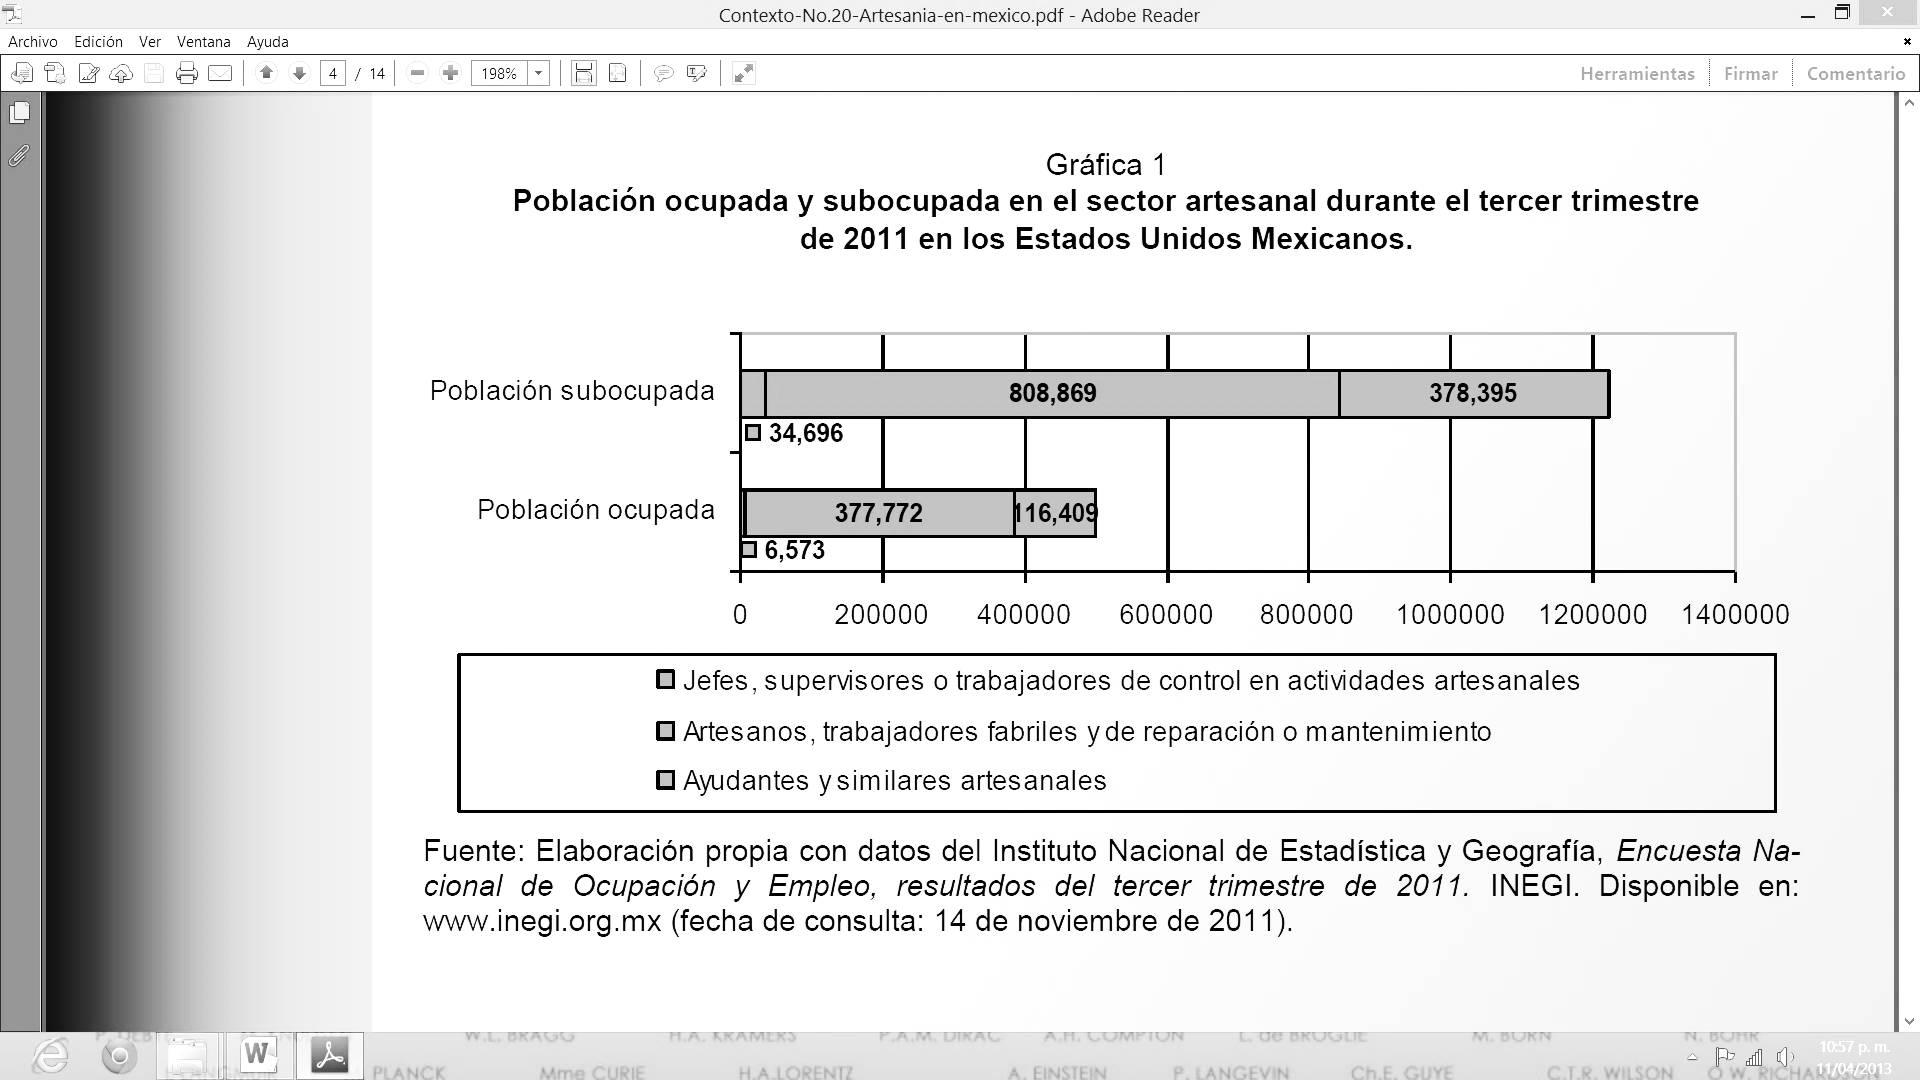 Contexto-No.20-Artesania-en-mexico.pdf - Adobe Reader
Archivo Edición Ver Ventana Ayuda
4 / 14 198% Herramientas Firmar Comentario
Gráfica 1
Población ocupada y subocupada en el sector artesanal durante el tercer trimestre
de 2011 en los Estados Unidos Mexicanos.
Población subocupada 808,869 378,395
34,696
Población ocupada 377,772 116,409
6,573
0 200000 400000 600000 800000 1000000 1200000 1400000
Jefes, supervisores o trabajadores de control en actividades artesanales
Artesanos, trabajadores fabriles y de reparación o mantenimiento
Ayudantes y similares artesanales
Fuente: Elaboración propia con datos del Instituto Nacional de Estadística y Geografía, Encuesta Na-
cional de Ocupación y Empleo, resultados del tercer trimestre de 2011. INEGI. Disponible en:
www.inegi.org.mx (fecha de consulta: 14 de noviembre de 2011).
W.L. BRAGG H.A. KRAMERS P.A.M. DIRAC A.H. COMPTON L. de BROGLIE M. BORN N. BOHR
10:57 p. m.
PLANCK Mme CURIE H.A.LORENTZ A. EINSTEIN P. LANGEVIN Ch.E. GUYE C.T.R. WILSON O.W. 11/04/2013